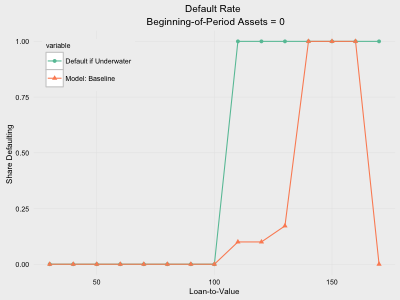 Default Rate
Beginning-of-Period Assets = 0
1.00
0.75
0.50
0.25
0.00
Share Defaulting
variable
Default if Underwater
Model: Baseline
50
100
150
Loan-to-Value